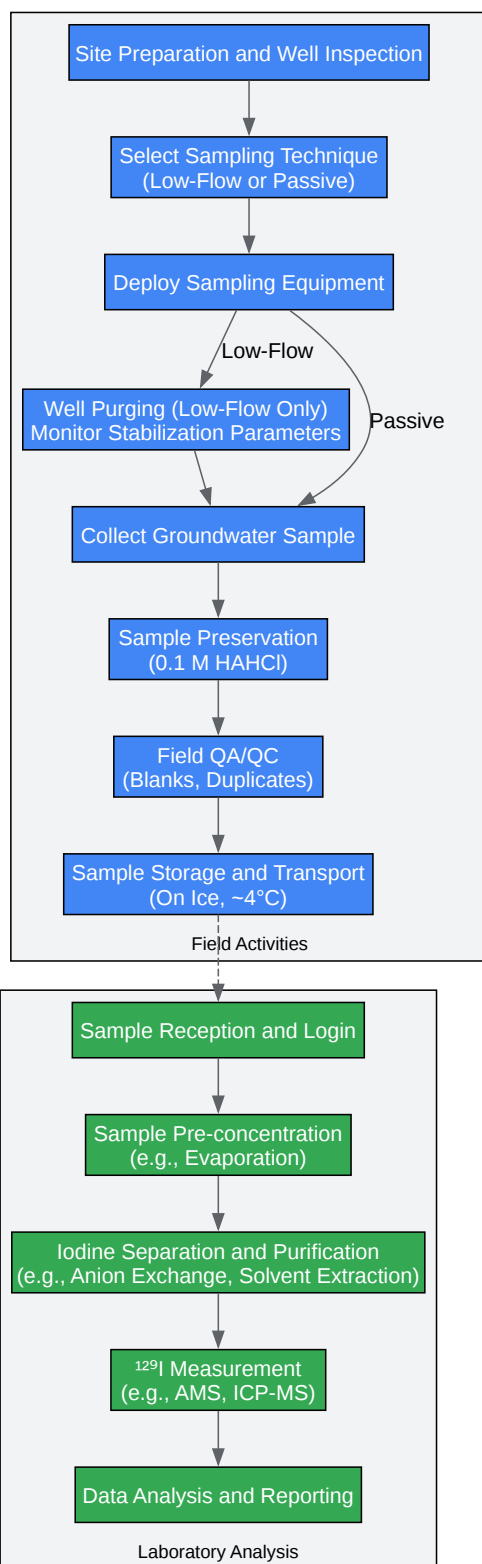 Site Preparation and Well Inspection
Select Sampling Technique
(Low-Flow or Passive)
Deploy Sampling Equipment
Low-Flow
Well Purging (Low-Flow Only)
Monitor Stabilization Parameters
Passive
Collect Groundwater Sample
Sample Preservation
(0.1 M HAHCl)
Field QA/QC
(Blanks, Duplicates)
Sample Storage and Transport
(On Ice, ~4°C)
Field Activities
Sample Reception and Login
Sample Pre-concentration
(e.g., Evaporation)
Iodine Separation and Purification
(e.g., Anion Exchange, Solvent Extraction)
¹²⁹I Measurement
(e.g., AMS, ICP-MS)
Data Analysis and Reporting
Laboratory Analysis